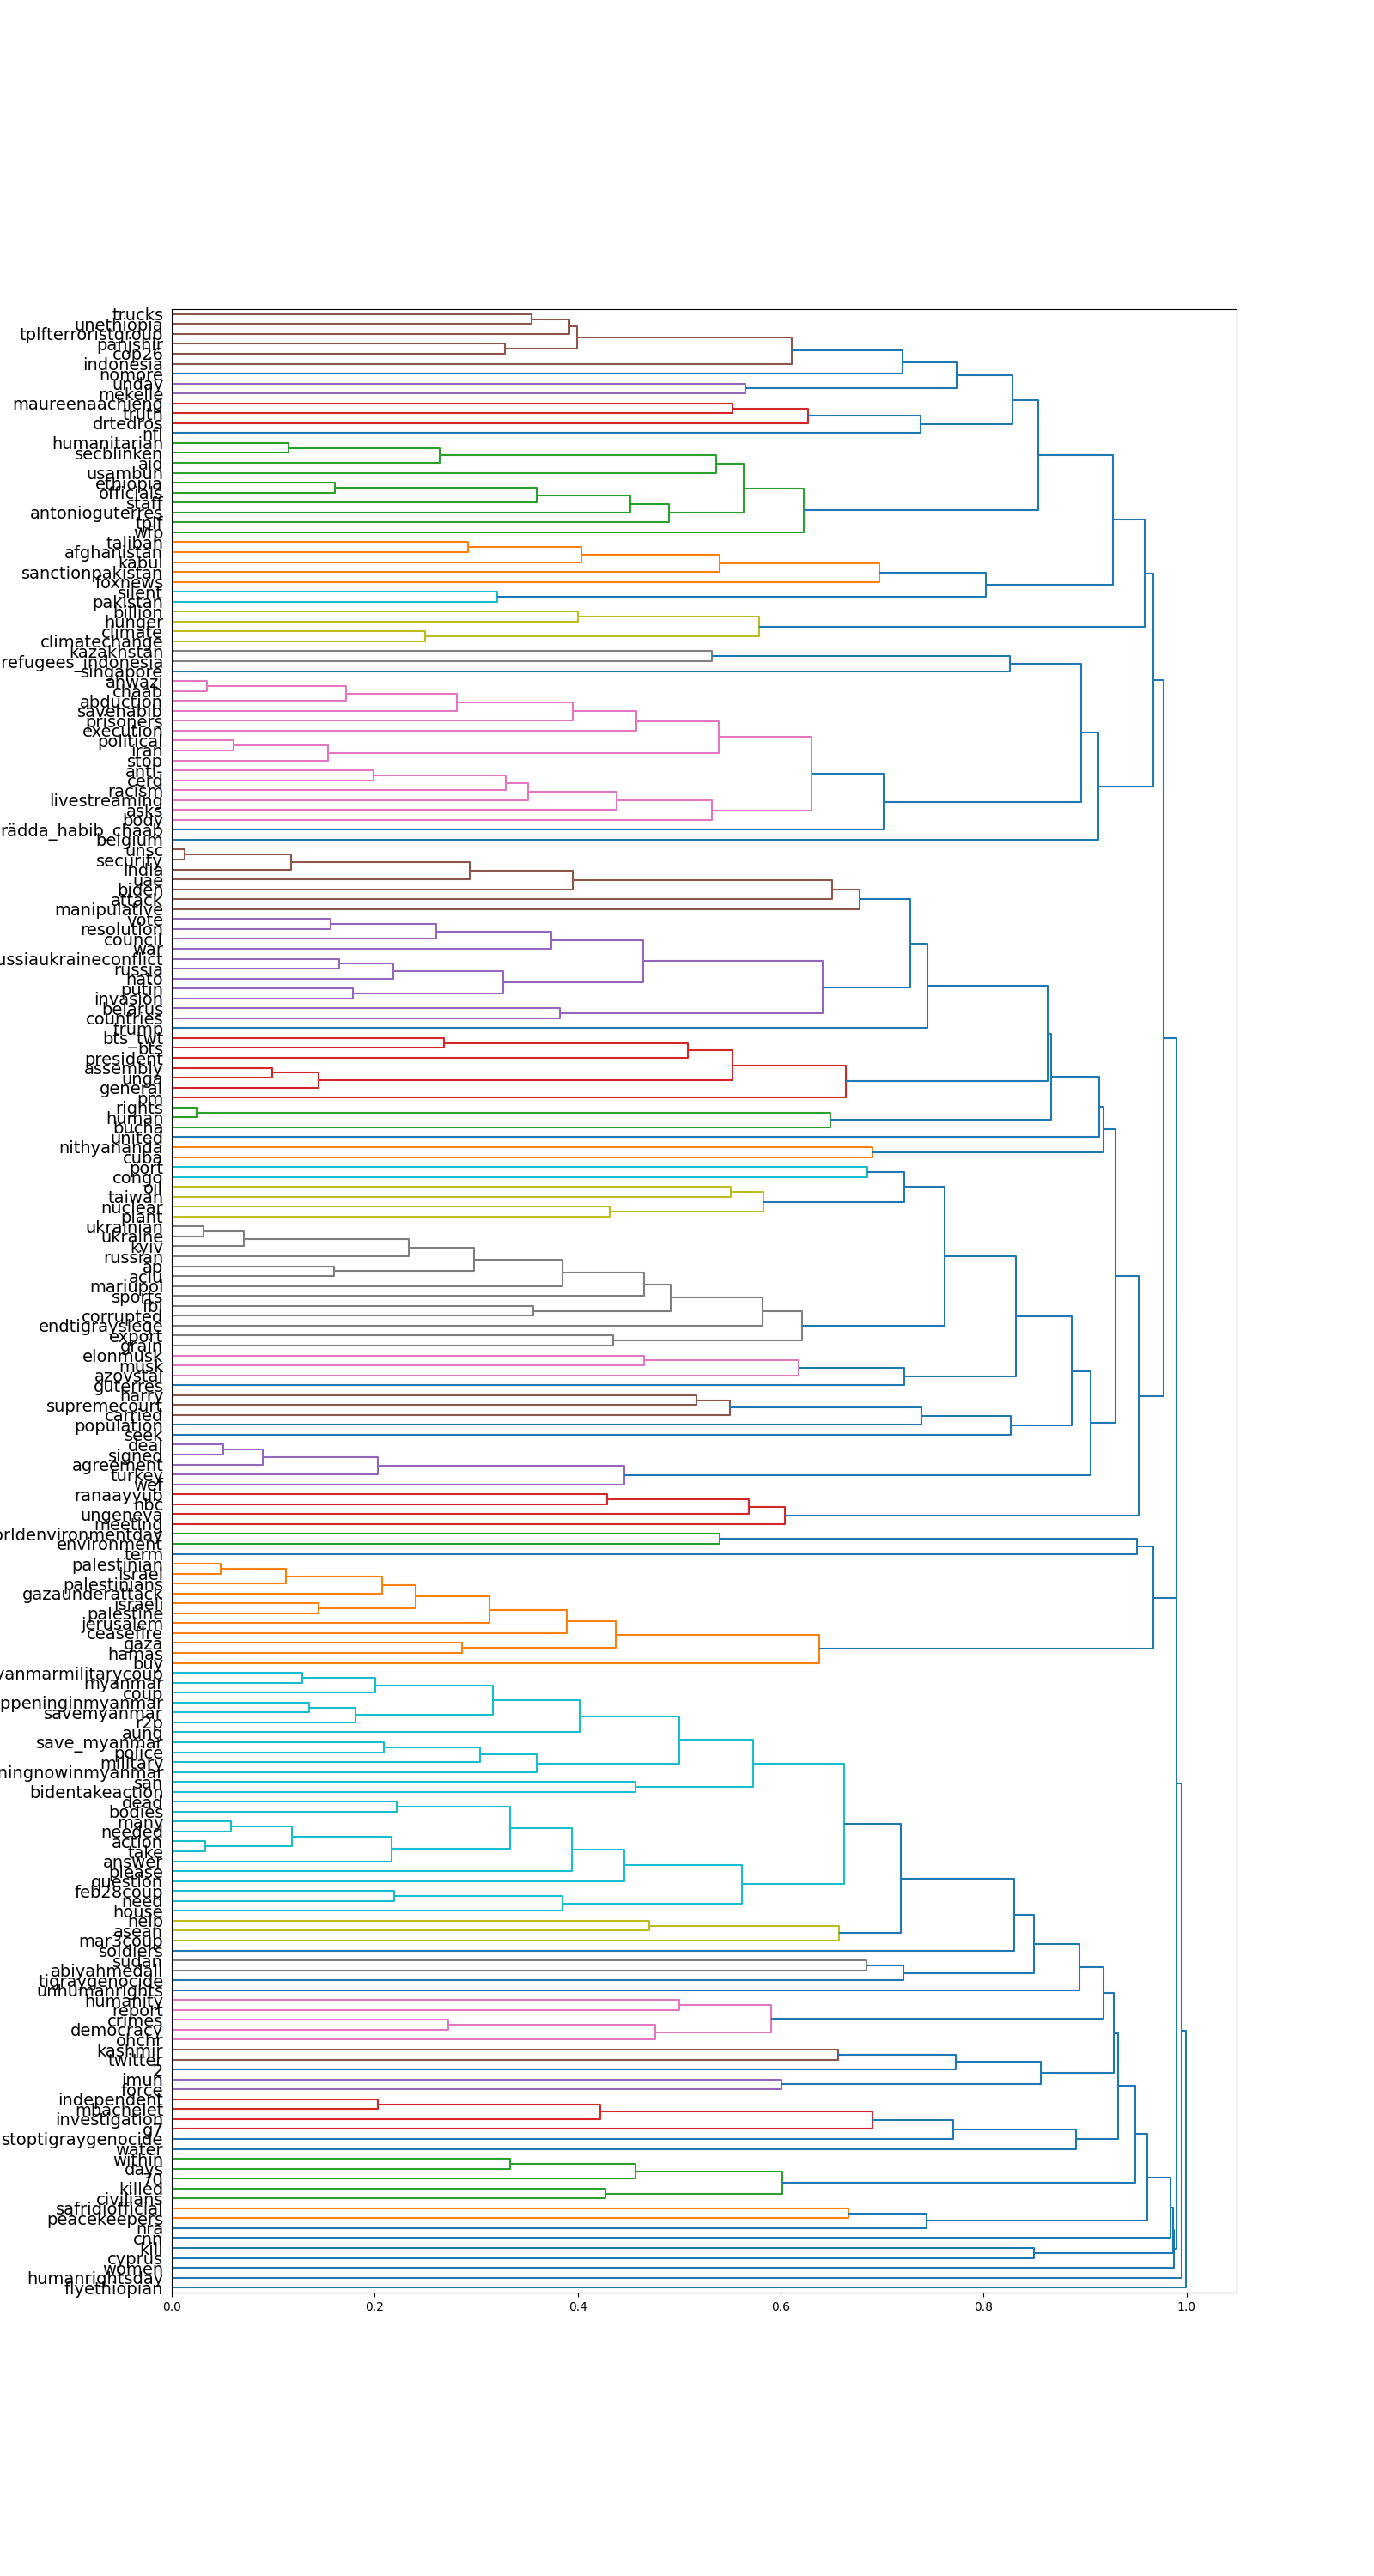 trucks
unethiopia
tplfterroristgroup
panjshir
cop26
indonesia
nomore
unday
mekelle
maureenaachieng
truth
drtedros
nfl
humanitarian
secblinken
aid
usambun
ethiopia
officials
staff
antonioguterres
tplf
wfp
taliban
afghanistan
kabul
sanctionpakistan
foxnews
silent
pakistan
billion
hunger
climate
climatechange
kazakhstan
refugees_indonesia
singapore
ahwazi
chaab
abduction
savehabib
prisoners
execution
political
iran
stop
anti-
cerd
racism
livestreaming
asks
body
rädda_habib_chaab
belgium
unsc
security
india
uae
biden
attack
manipulative
vote
resolution
council
war
ussiaukraineconflict
russia
nato
putin
invasion
belarus
countries
trump
bts_twt
bts
president
assembly
unga
general
pm
rights
human
bucha
united
nithyananda
cuba
port
congo
oil
taiwan
nuclear
plant
ukrainian
ukraine
kyiv
russian
ap
aclu
mariupol
sports
fbi
corrupted
endtigraysiege
export
grain
elonmusk
musk
azovstal
guterres
harry
supremecourt
carried
population
seek
deal
signed
agreement
turkey
wef
ranaayyub
nbc
ungeneva
meeting
orldenvironmentday
environment
term
palestinian
israel
palestinians
gazaunderattack
israeli
palestine
jerusalem
ceasefire
gaza
hamas
buy
yanmarmilitarycoup
myanmar
coup
ppeninginmyanmar
savemyanmar
r2p
aung
save_myanmar
police
military
ningnowinmyanmar
san
bidentakeaction
dead
bodies
many
needed
action
take
answer
please
question
feb28coup
need
house
help
asean
mar3coup
soldiers
sudan
abiyahmedali
tigraygenocide
unhumanrights
humanity
report
crimes
democracy
ohchr
kashmir
twitter
2
imun
force
independent
mbachelet
investigation
g7
stoptigraygenocide
water
within
days
70
killed
civilians
safridiofficial
peacekeepers
nra
cnn
kill
cyprus
women
humanrightsday
flyethiopian
0.0 0.2 0.4 0.6 0.8 1.0